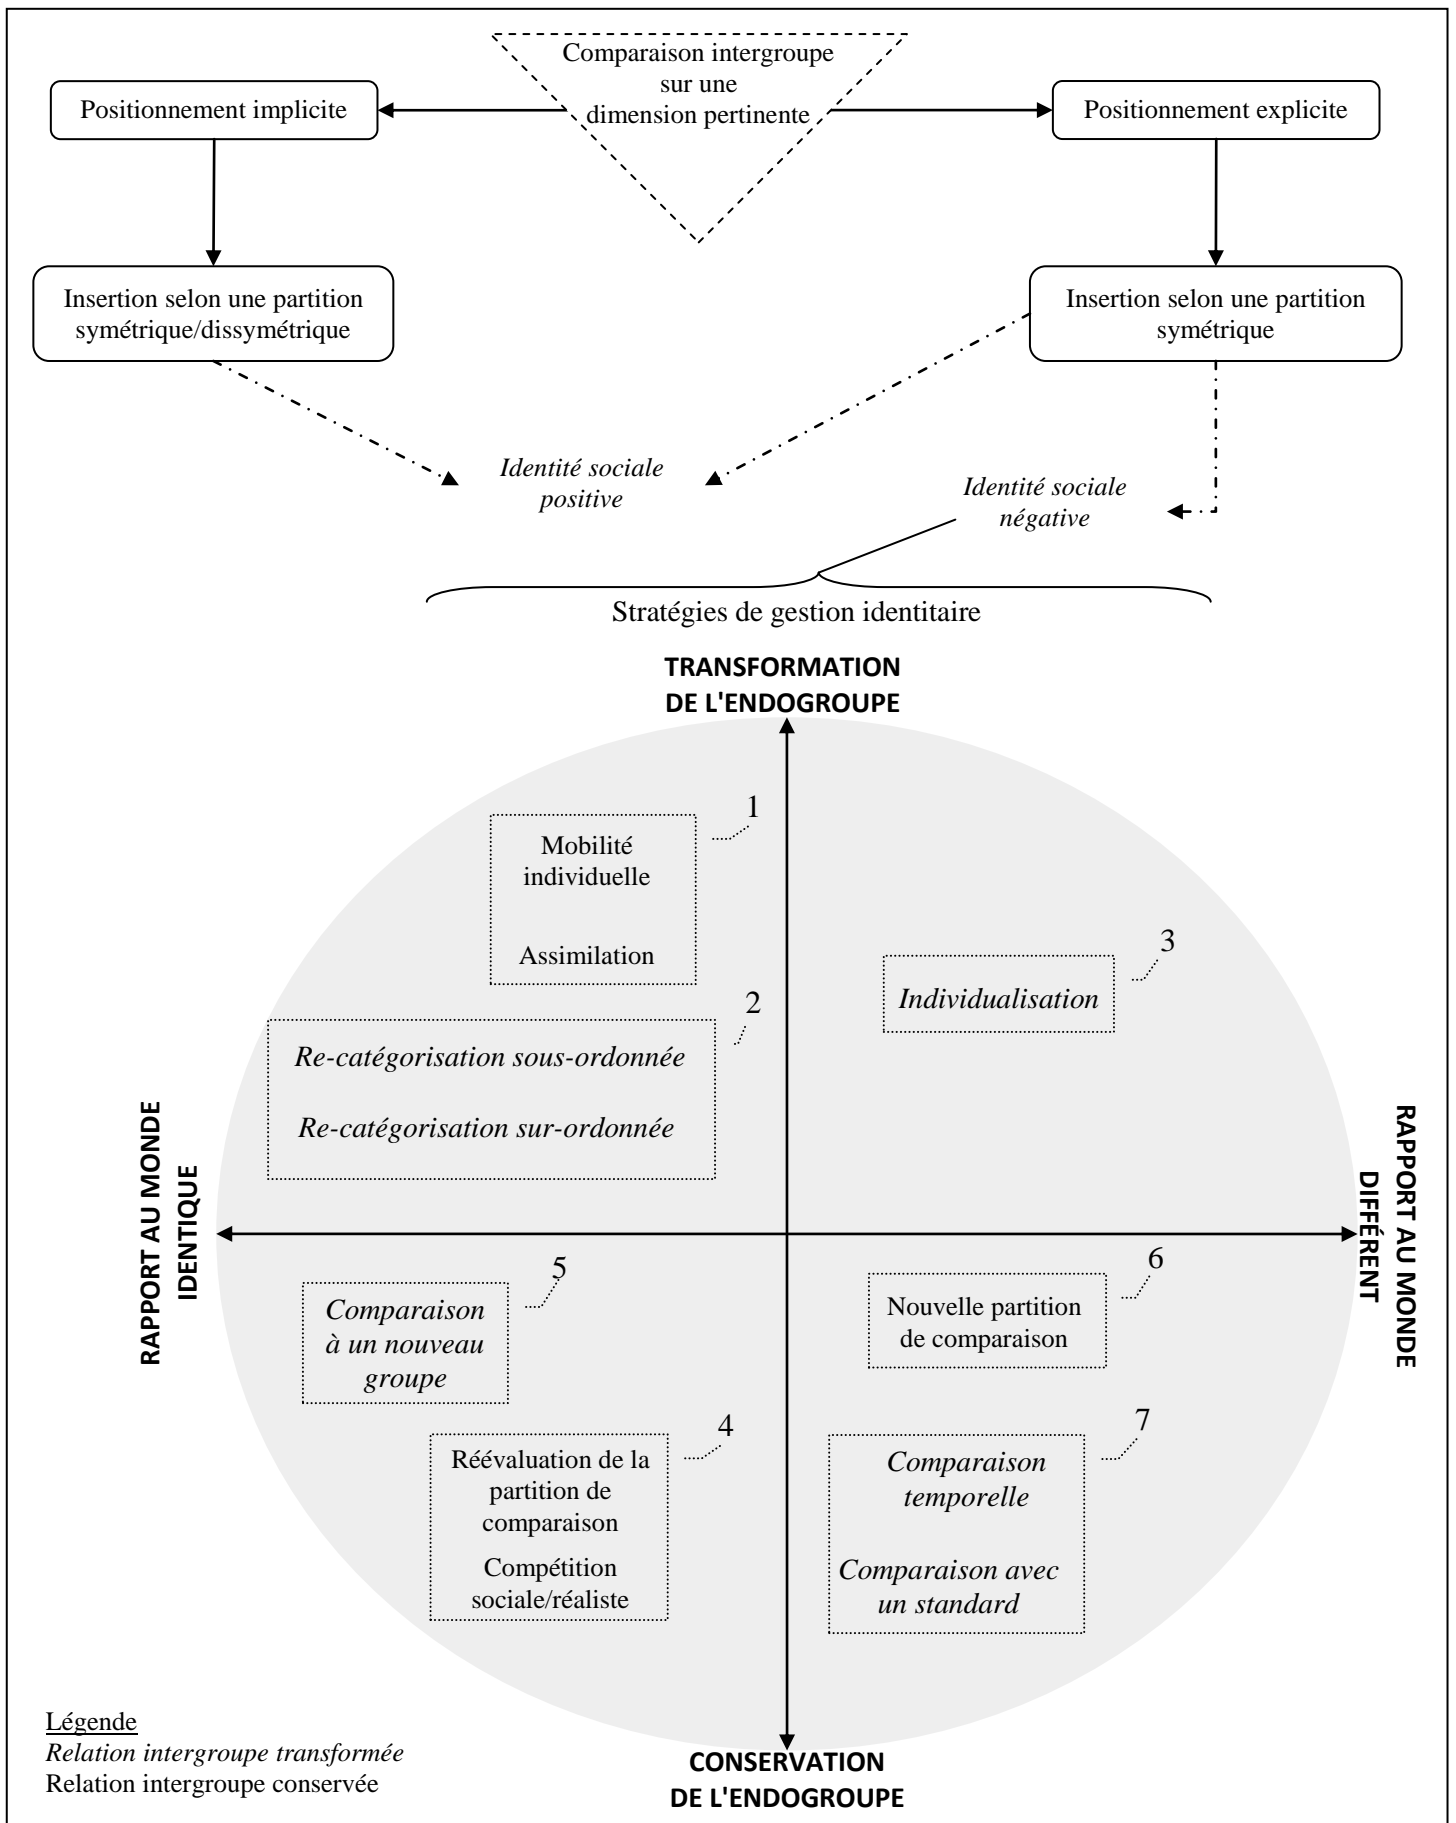 Comparaison intergroupe
sur une
dimension pertinente
Positionnement implicite
Positionnement explicite
Insertion selon une partition
symétrique/dissymétrique
Insertion selon une partition
symétrique
Identité sociale
positive
Identité sociale
négative
Stratégies de gestion identitaire
TRANSFORMATION
DE L'ENDOGROUPE
1
Mobilité
individuelle
Assimilation
3
Individualisation
2
Re-catégorisation sous-ordonnée
Re-catégorisation sur-ordonnée
RAPPORT AU MONDE
IDENTIQUE
RAPPORT AU MONDE
DIFFÉRENT
5
Comparaison
à un nouveau
groupe
6
Nouvelle partition
de comparaison
4
Réévaluation de la
partition de
comparaison
Compétition
sociale/réaliste
7
Comparaison
temporelle
Comparaison avec
un standard
Légende
Relation intergroupe transformée
Relation intergroupe conservée
CONSERVATION
DE L'ENDOGROUPE